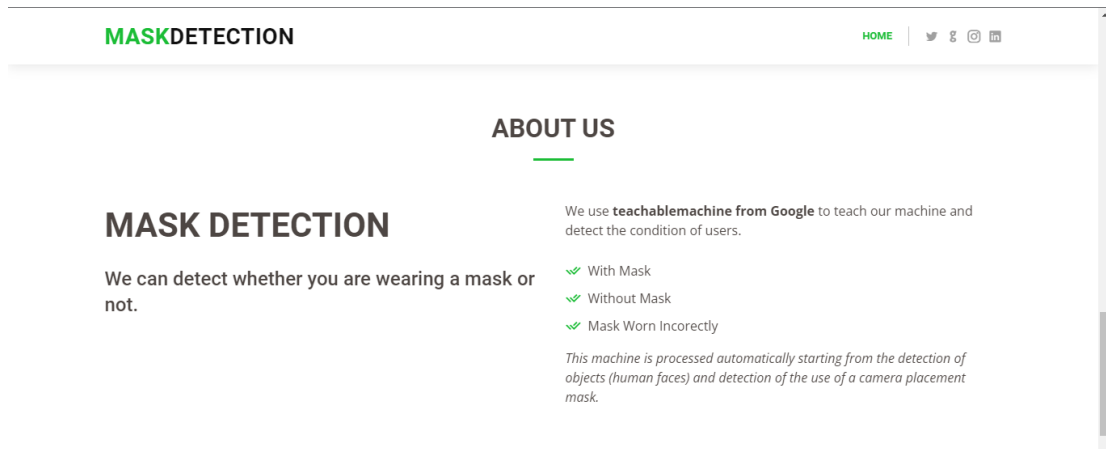 MASKDETECTION
HOME
ABOUT US
MASK DETECTION
We can detect whether you are wearing a mask or
not.
We use teachablemachine from Google to teach our machine and
detect the condition of users.
With Mask
Without Mask
Mask Worn Incorectly
This machine is processed automatically starting from the detection of
objects (human faces) and detection of the use of a camera placement
mask.